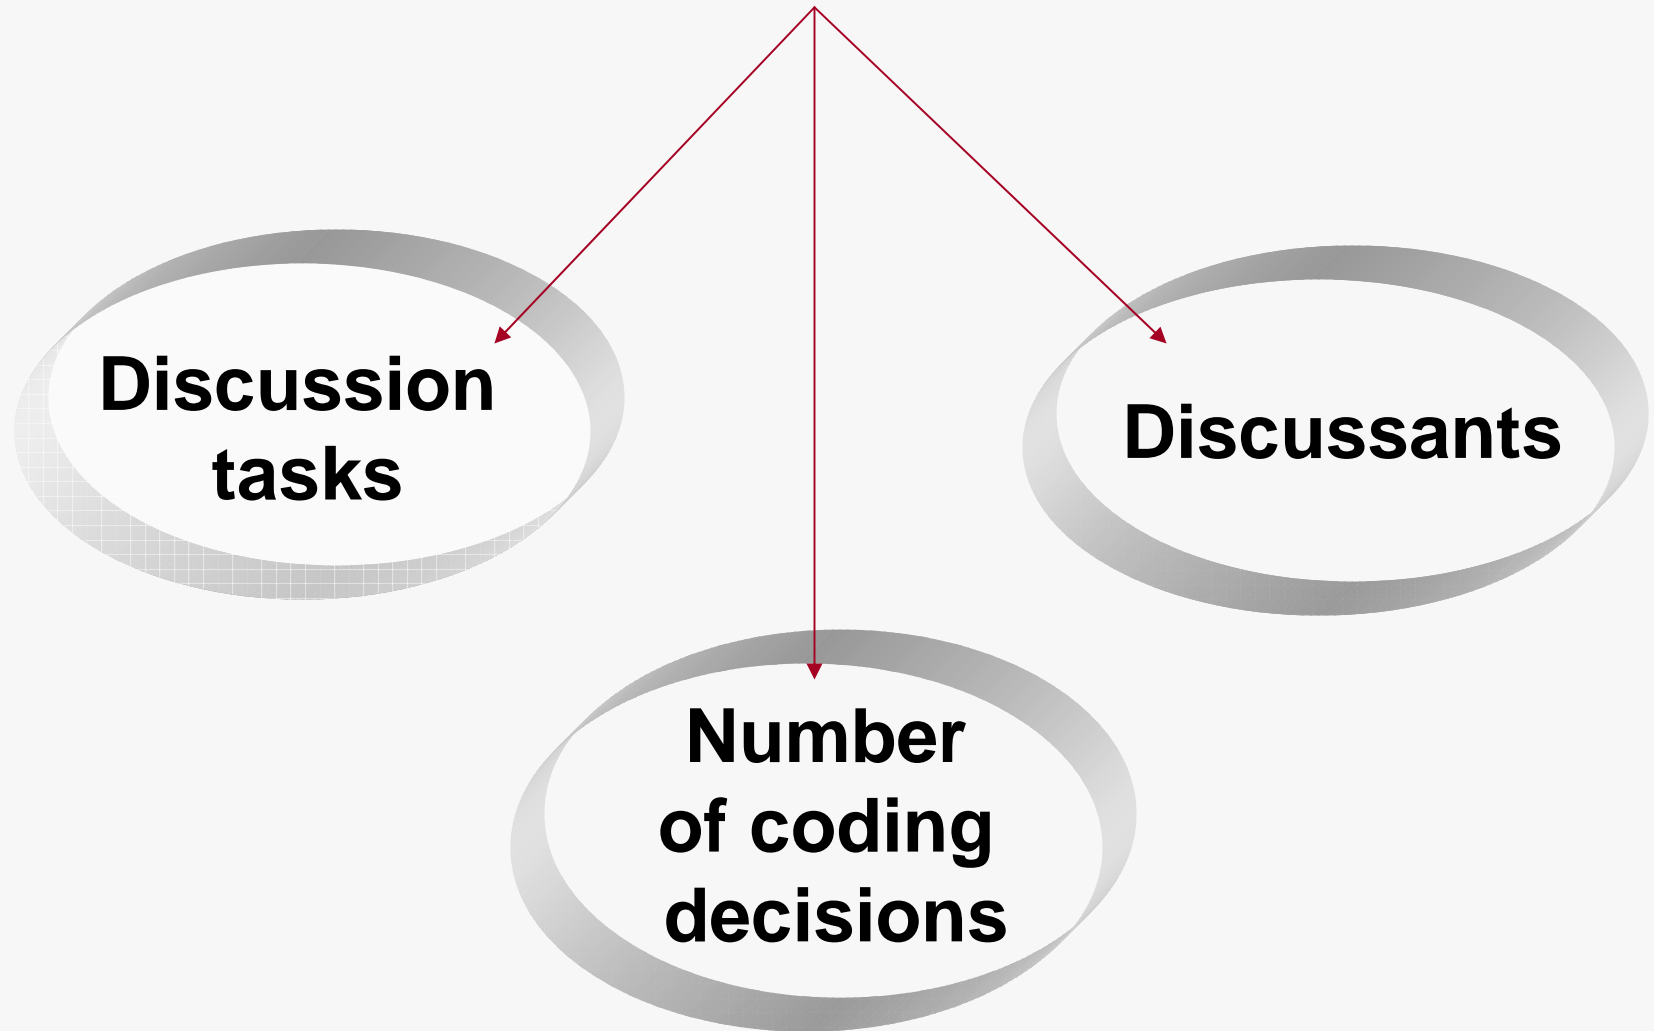 Discussion
tasks
Discussants
Number
of coding
decisions